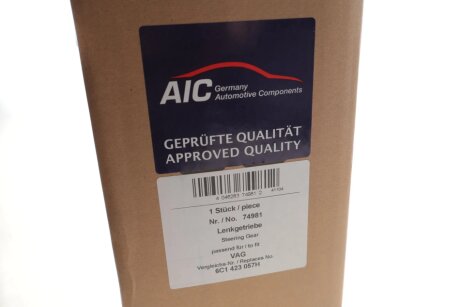 AIC Germany
Automotive Components
GEPRÜFTE QUALITÄT
APPROVED QUALITY
1 Stück / piece
Nr. / No. 74981
Lenkgetriebe
Steering Gear
passend für / to fit
VAG
Vergleichs-Nr. / Replaces No.
6C1 423 057H